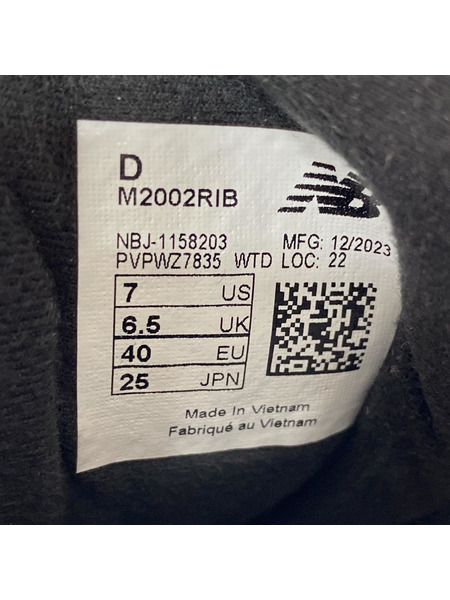 D
M2002RIB
NB
NBJ-1158203 MFG: 12/2023
PVPWZ7835 WTD LOC: 22
7 US
6.5 UK
40 EU
25 JPN
Made In Vietnam
Fabriqué au Vietnam